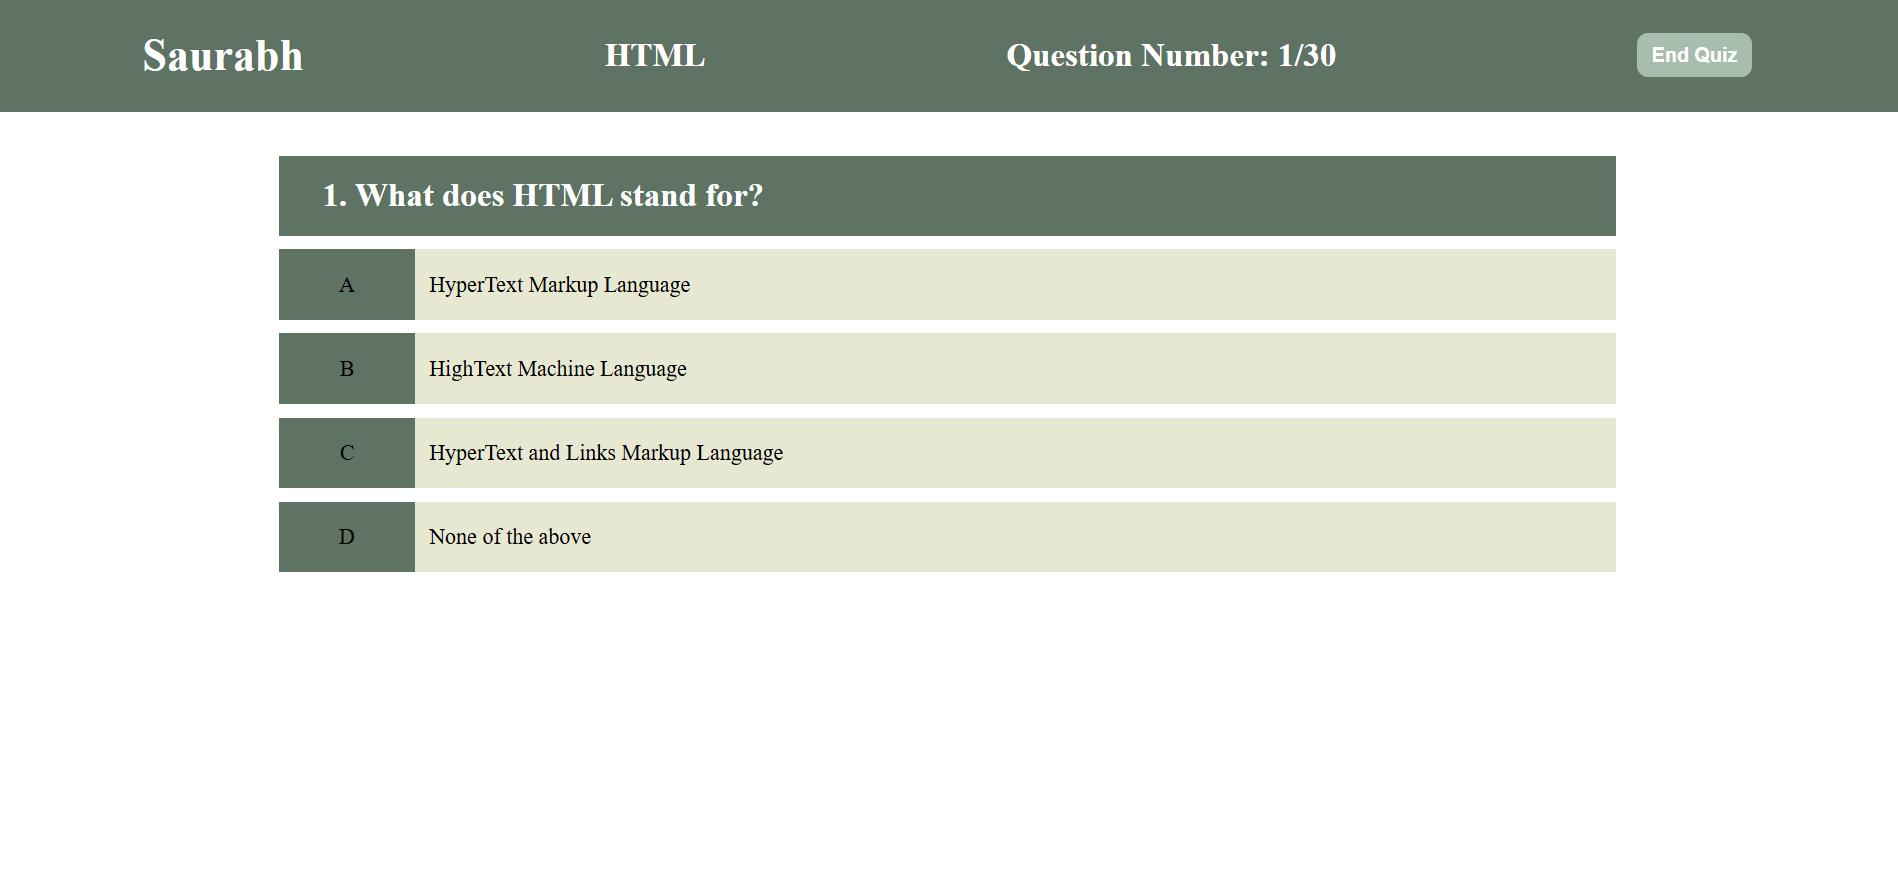 Saurabh
HTML
Question Number: 1/30
End Quiz
1. What does HTML stand for?
A
HyperText Markup Language
B
HighText Machine Language
C
HyperText and Links Markup Language
D
None of the above